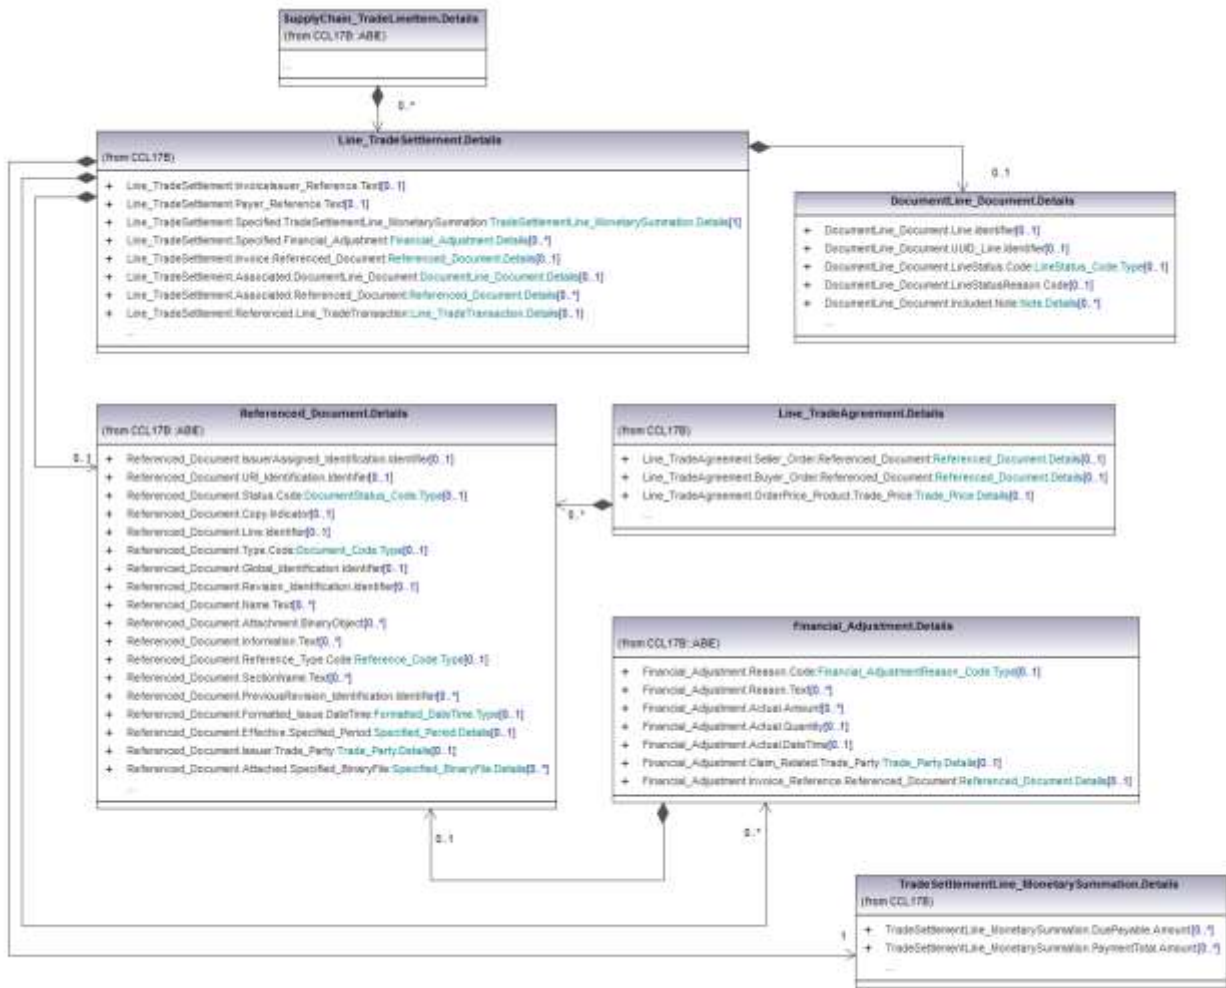 SupplyChain_TradeLineItem.Details
(from CCL17B::ABIE)
...
0..*
Line_TradeSettlement.Details
(from CCL17B)
+ Line_TradeSettlement.InvoiceIssuer_Reference.Text[0..1]
+ Line_TradeSettlement.Payer_Reference.Text[0..1]
+ Line_TradeSettlement.Specified.TradeSettlementLine_MonetarySummation:TradeSettlementLine_MonetarySummation.Details[1]
+ Line_TradeSettlement.Specified.Financial_Adjustment:Financial_Adjustment.Details[0..*]
+ Line_TradeSettlement.Invoice.Referenced_Document:Referenced_Document.Details[0..1]
+ Line_TradeSettlement.Associated.DocumentLine_Document:DocumentLine_Document.Details[0..1]
+ Line_TradeSettlement.Associated.Referenced_Document:Referenced_Document.Details[0..*]
+ Line_TradeSettlement.Referenced.Line_TradeTransaction:Line_TradeTransaction.Details[0..1]
...
0..1
DocumentLine_Document.Details
+ DocumentLine_Document.Line.Identifier[0..1]
+ DocumentLine_Document.UUID_Line.Identifier[0..1]
+ DocumentLine_Document.LineStatus.Code:LineStatus_Code.Type[0..1]
+ DocumentLine_Document.LineStatusReason.Code[0..1]
+ DocumentLine_Document.Included.Note:Note.Details[0..*]
...
0..1
Referenced_Document.Details
(from CCL17B::ABIE)
+ Referenced_Document.IssuerAssigned_Identification.Identifier[0..1]
+ Referenced_Document.URI_Identification.Identifier[0..1]
+ Referenced_Document.Status.Code:DocumentStatus_Code.Type[0..1]
+ Referenced_Document.Copy.Indicator[0..1]
+ Referenced_Document.Line.Identifier[0..1]
+ Referenced_Document.Type.Code:Document_Code.Type[0..1]
+ Referenced_Document.Global_Identification.Identifier[0..1]
+ Referenced_Document.Revision_Identification.Identifier[0..1]
+ Referenced_Document.Name.Text[0..*]
+ Referenced_Document.Attachment.BinaryObject[0..*]
+ Referenced_Document.Information.Text[0..*]
+ Referenced_Document.Reference_Type.Code:Reference_Code.Type[0..1]
+ Referenced_Document.SectionName.Text[0..*]
+ Referenced_Document.PreviousRevision_Identification.Identifier[0..*]
+ Referenced_Document.Formatted_Issue.DateTime:Formatted_DateTime.Type[0..1]
+ Referenced_Document.Effective.Specified_Period:Specified_Period.Details[0..1]
+ Referenced_Document.Issuer.Trade_Party:Trade_Party.Details[0..1]
+ Referenced_Document.Attached.Specified_BinaryFile:Specified_BinaryFile.Details[0..*]
...
0..*
Line_TradeAgreement.Details
(from CCL17B)
+ Line_TradeAgreement.Seller_Order.Referenced_Document:Referenced_Document.Details[0..1]
+ Line_TradeAgreement.Buyer_Order.Referenced_Document:Referenced_Document.Details[0..1]
+ Line_TradeAgreement.OrderPrice_Product.Trade_Price:Trade_Price.Details[0..1]
...
Financial_Adjustment.Details
(from CCL17B::ABIE)
+ Financial_Adjustment.Reason.Code:Financial_AdjustmentReason_Code.Type[0..1]
+ Financial_Adjustment.Reason.Text[0..*]
+ Financial_Adjustment.Actual.Amount[0..*]
+ Financial_Adjustment.Actual.Quantity[0..1]
+ Financial_Adjustment.Actual.DateTime[0..1]
+ Financial_Adjustment.Claim_Related.Trade_Party:Trade_Party.Details[0..1]
+ Financial_Adjustment.Invoice_Reference.Referenced_Document:Referenced_Document.Details[0..1]
0..1
0..*
TradeSettlementLine_MonetarySummation.Details
(from CCL17B)
1
+ TradeSettlementLine_MonetarySummation.DuePayable.Amount[0..*]
+ TradeSettlementLine_MonetarySummation.PaymentTotal.Amount[0..*]
...